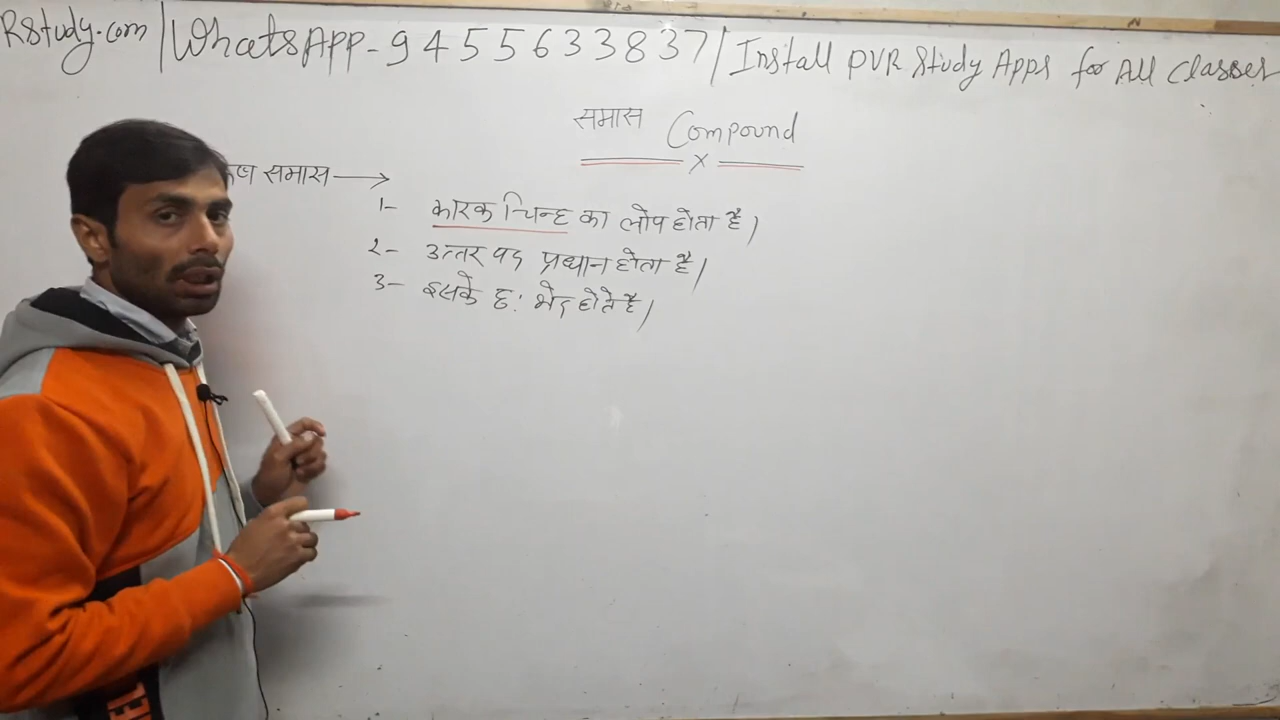 RStudy.com | WhatsApp - 9455633837 | Install PVR Study Apps for All Classes
समास Compound
x
रूष समास →
1- कारक चिन्ह का लोप होता है।
2- उत्तर पद प्रधान होता है।
3- इसके छ: भेद होते है।
EL